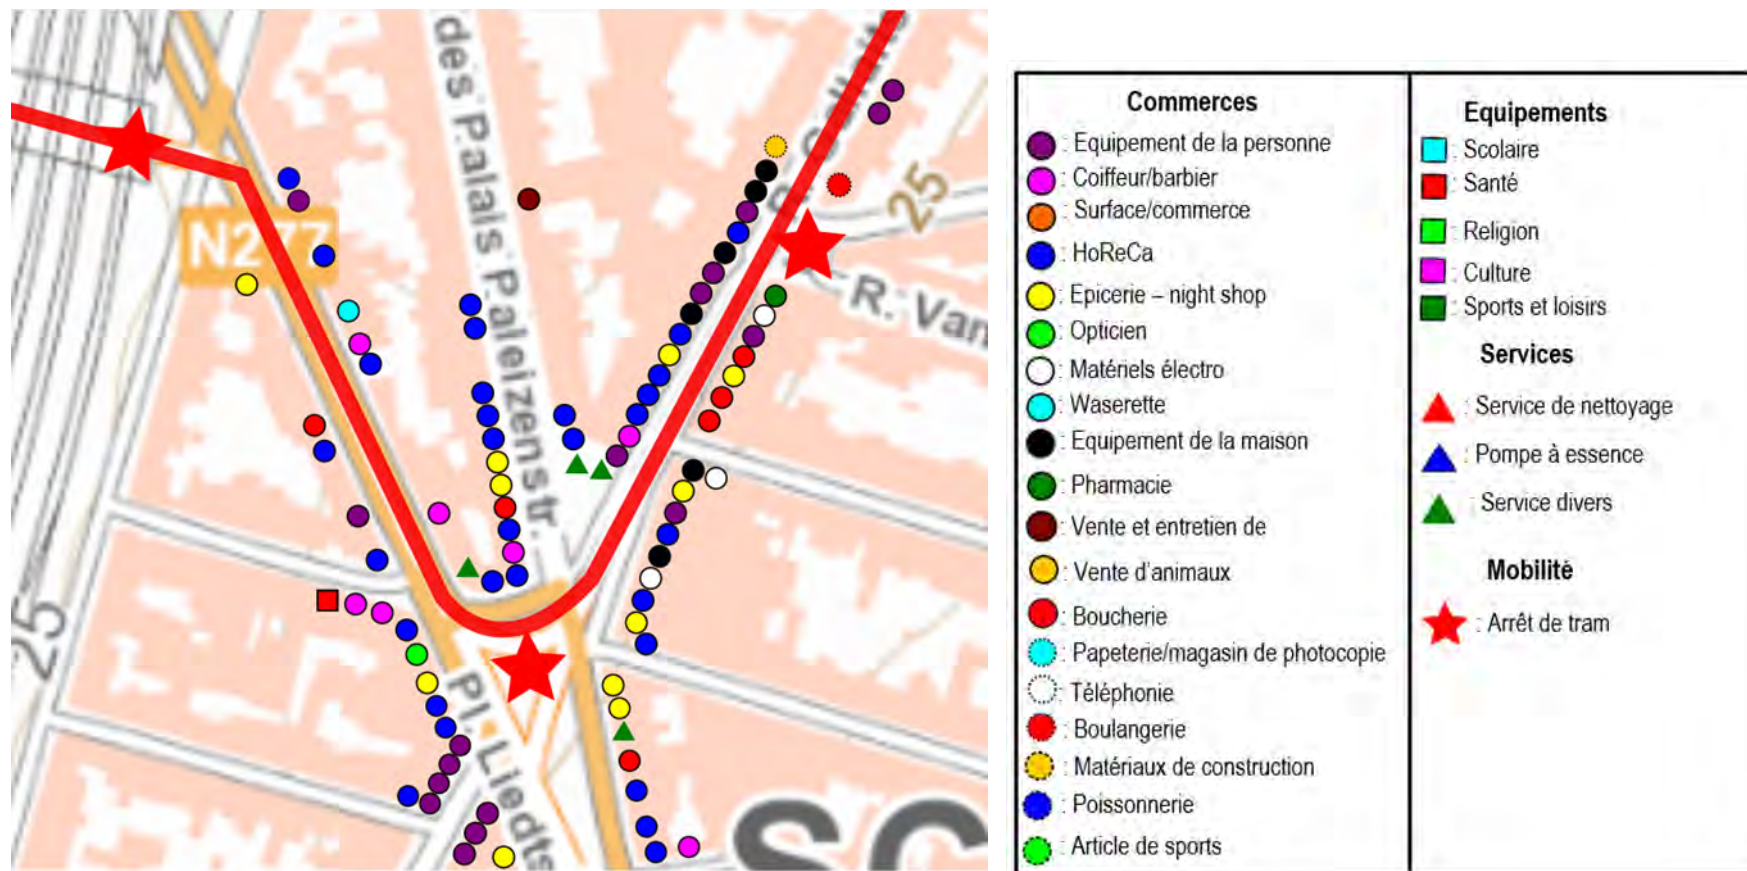 des Palais Paleizenstr.
N277
25
R. Van
25
Pl. Liedts
SC
Commerces
: Equipement de la personne
: Coiffeur/barbier
: Surface/commerce
: HoReCa
: Epicerie – night shop
: Opticien
: Matériels électro
: Waserette
: Equipement de la maison
: Pharmacie
: Vente et entretien de
: Vente d'animaux
: Boucherie
: Papeterie/magasin de photocopie
: Téléphonie
: Boulangerie
: Matériaux de construction
: Poissonnerie
: Article de sports
Equipements
: Scolaire
: Santé
: Religion
: Culture
: Sports et loisirs
Services
: Service de nettoyage
: Pompe à essence
: Service divers
Mobilité
: Arrêt de tram